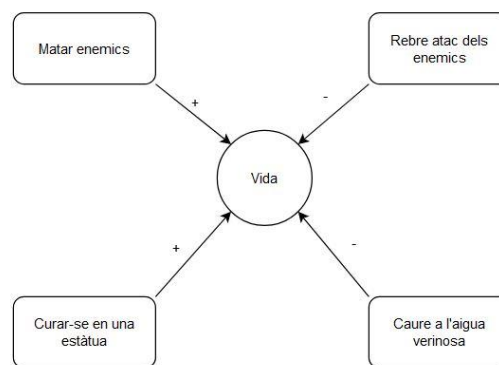 Matar enemics
Rebre atac dels
enemics
+
-
Vida
+
-
Curar-se en una
estàtua
Caure a l'aigua
verinosa